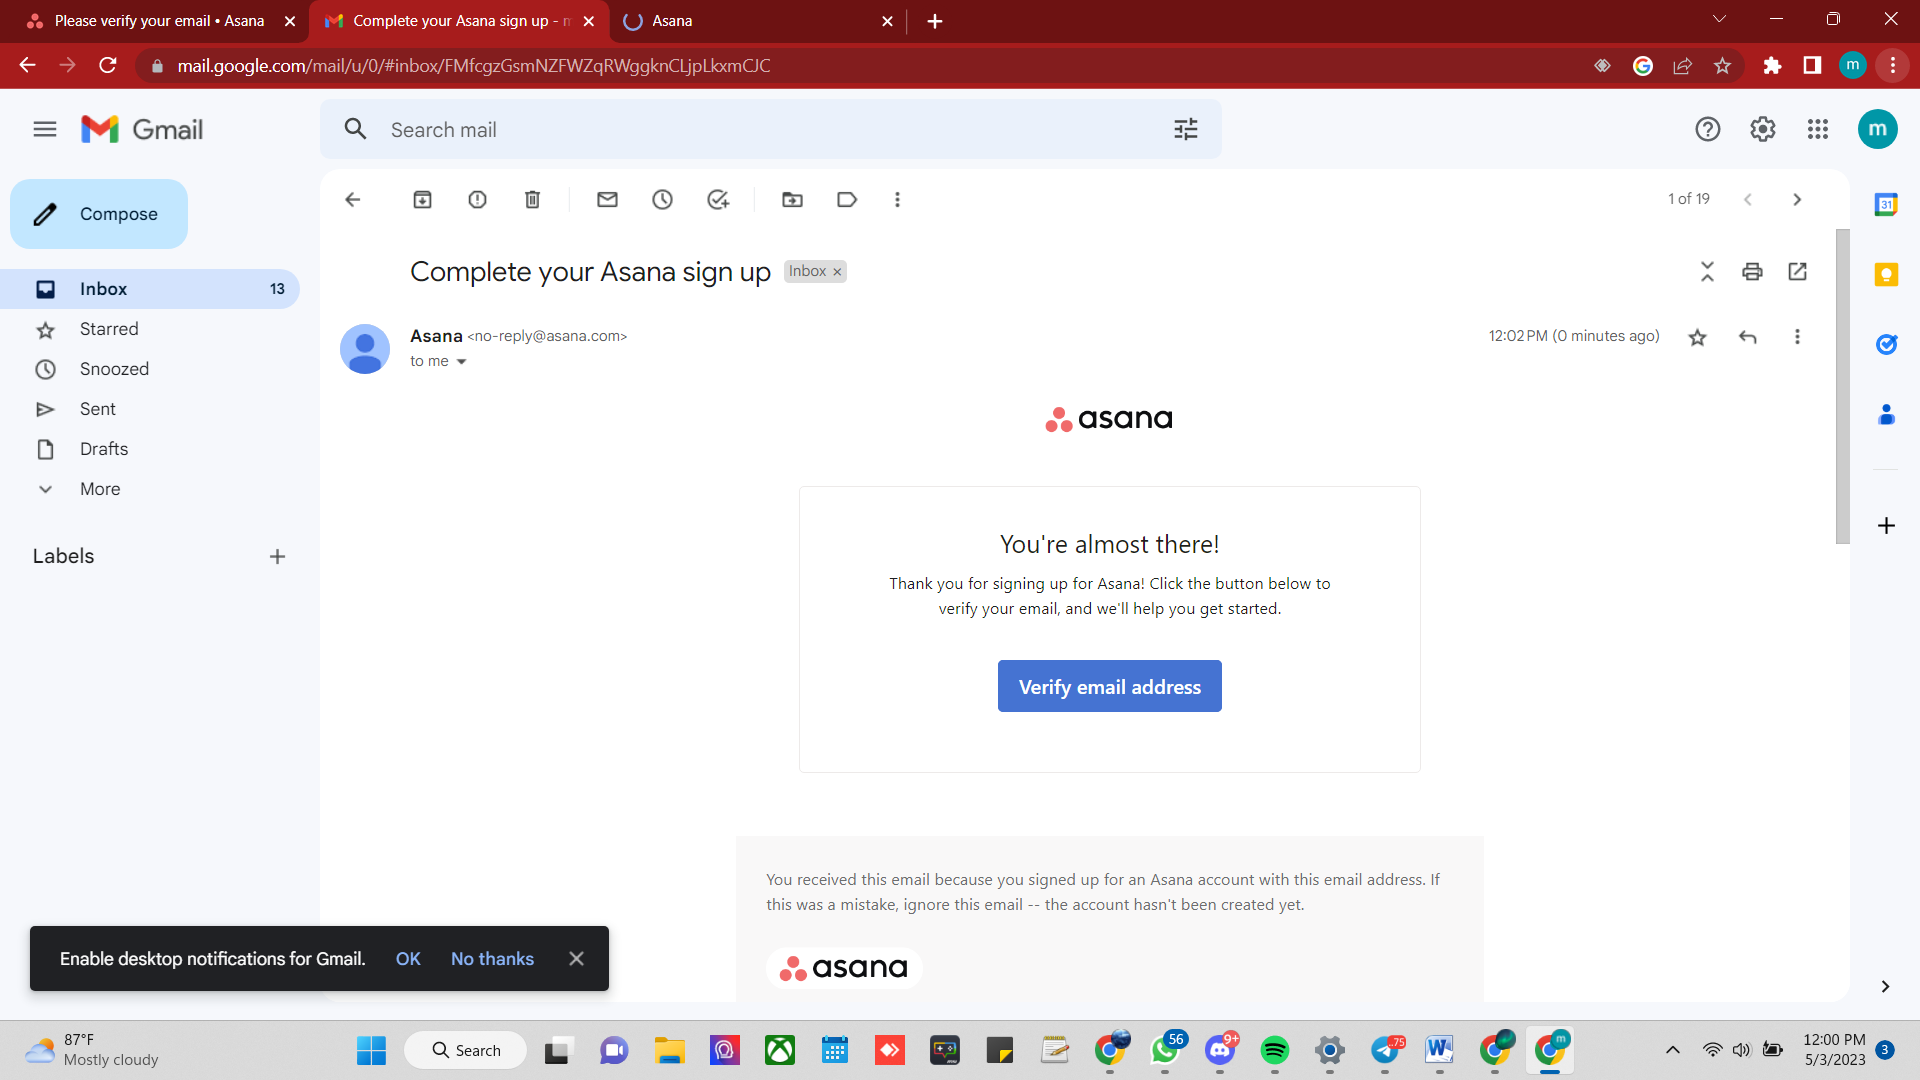 Please verify your email • Asana
Complete your Asana sign up - m
Asana
mail.google.com/mail/u/0/#inbox/FMfcgzGsmNZFWZqRWggknCLjpLkxmCJC
m
Gmail
Search mail
m
Compose
1 of 19
31
Complete your Asana sign up
Inbox ×
Inbox 13
Starred
Snoozed
Sent
Drafts
More
Labels
Asana <no-reply@asana.com>
12:02 PM (0 minutes ago)
to me
asana
You're almost there!
Thank you for signing up for Asana! Click the button below to
verify your email, and we'll help you get started.
Verify email address
You received this email because you signed up for an Asana account with this email address. If
this was a mistake, ignore this email -- the account hasn't been created yet.
asana
Enable desktop notifications for Gmail. OK No thanks
87°F
Mostly cloudy
Search
56
9+
.75
W
m
12:00 PM
5/3/2023
3